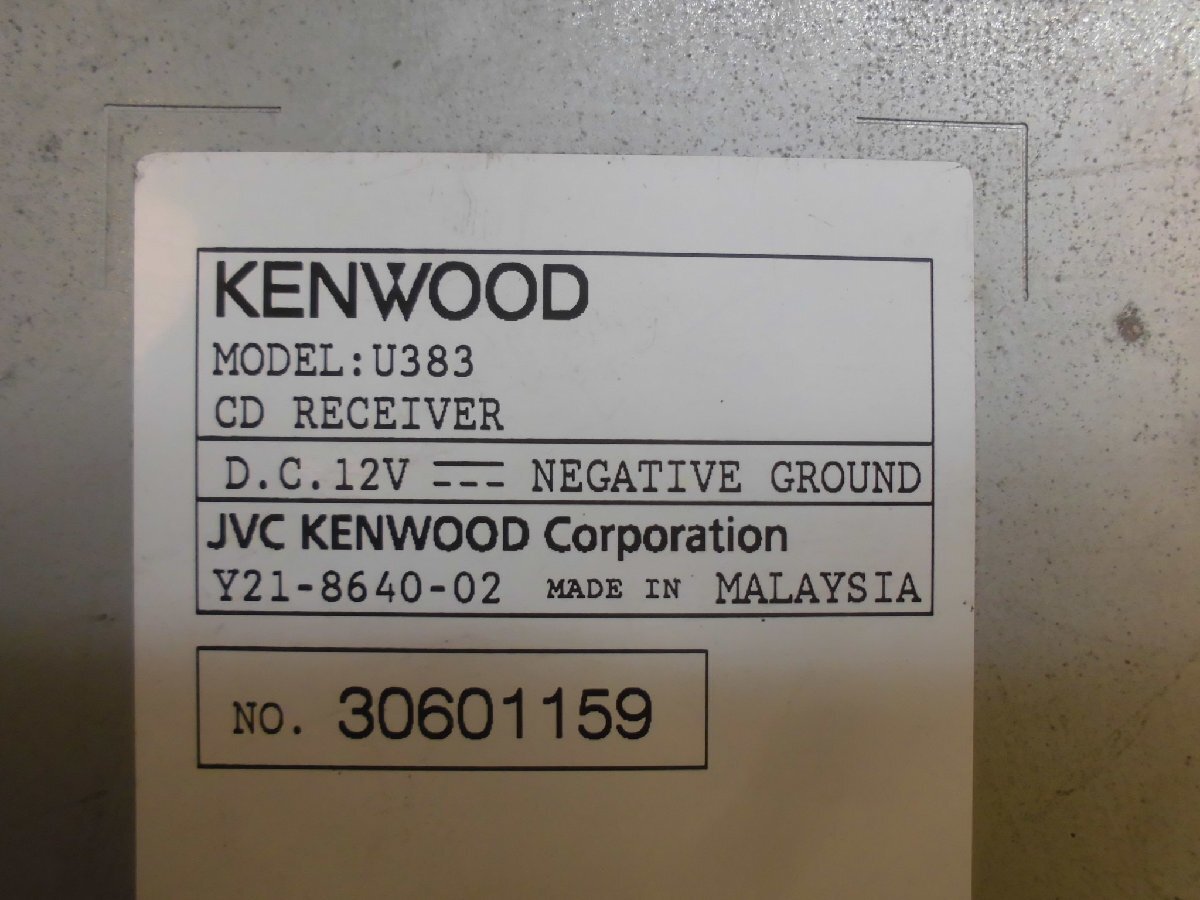 KENWOOD
MODEL:U383
CD RECEIVER
D.C.12V ⎓ NEGATIVE GROUND
JVC KENWOOD Corporation
Y21-8640-02 MADE IN MALAYSIA
NO. 30601159